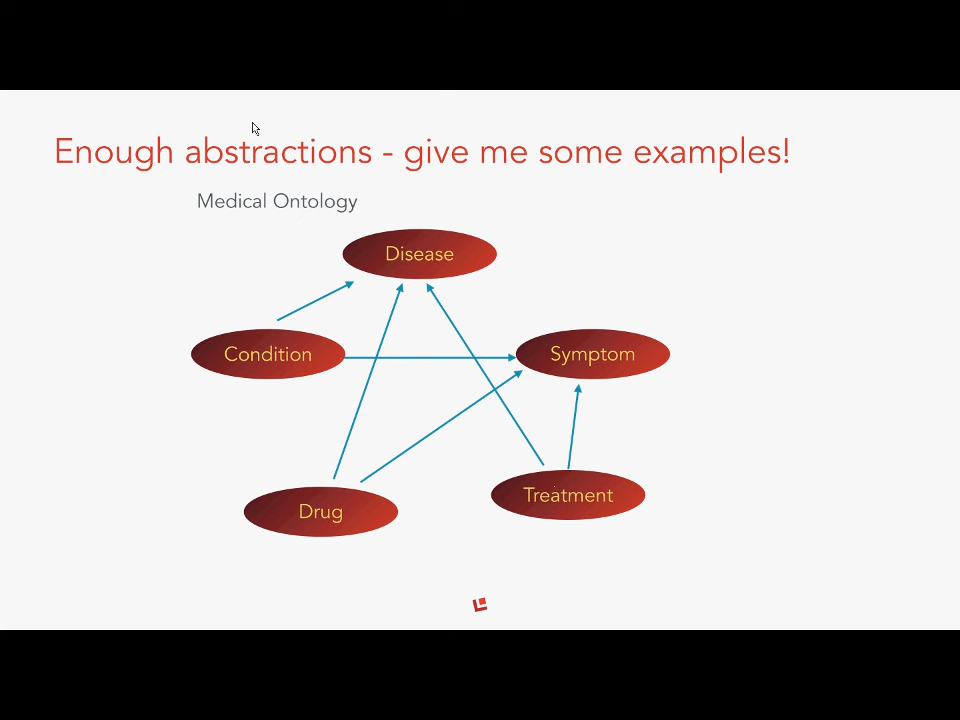 Enough abstractions - give me some examples!
Medical Ontology
Disease
Condition
Symptom
Treatment
Drug